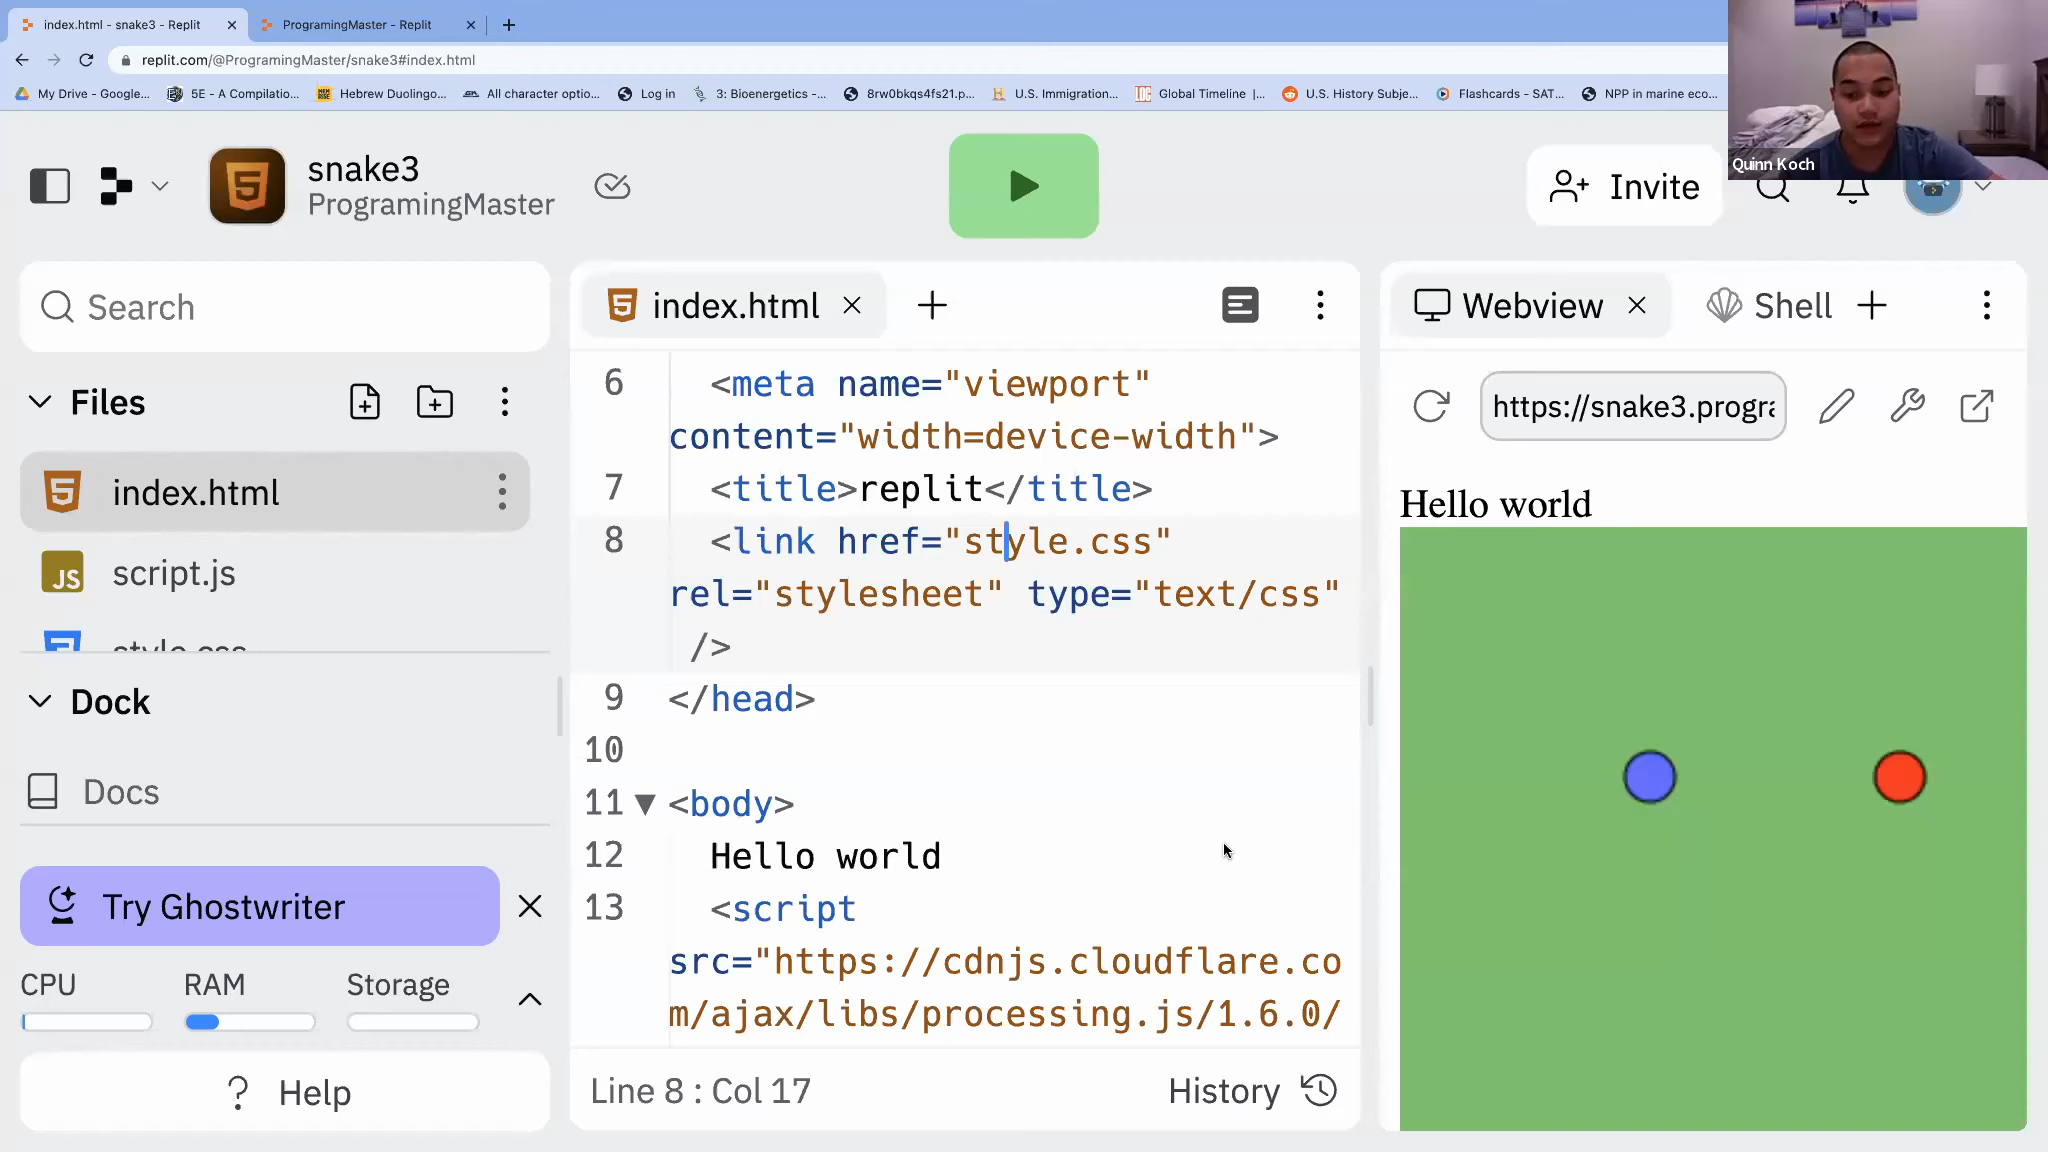 index.html - snake3 - Replit
ProgramingMaster - Replit
replit.com/@ProgramingMaster/snake3#index.html
My Drive - Google...
5E - A Compilatio...
Hebrew Duolingo...
All character optio...
Log in
3: Bioenergetics -...
8rw0bkqs4fs21.p...
U.S. Immigration...
Global Timeline |...
U.S. History Subje...
Flashcards - SAT...
NPP in marine eco...
Quinn Koch
snake3
ProgramingMaster
Invite
Search
Files
index.html
JS script.js
style.css
Dock
Docs
Try Ghostwriter
CPU RAM Storage
? Help
index.html
6 <meta name="viewport"
content="width=device-width">
7 <title>replit</title>
8 <link href="style.css"
rel="stylesheet" type="text/css"
/>
9 </head>
10
11 <body>
12 Hello world
13 <script
src="https://cdnjs.cloudflare.co
m/ajax/libs/processing.js/1.6.0/
Line 8 : Col 17
History
Webview
Shell
https://snake3.progra
Hello world